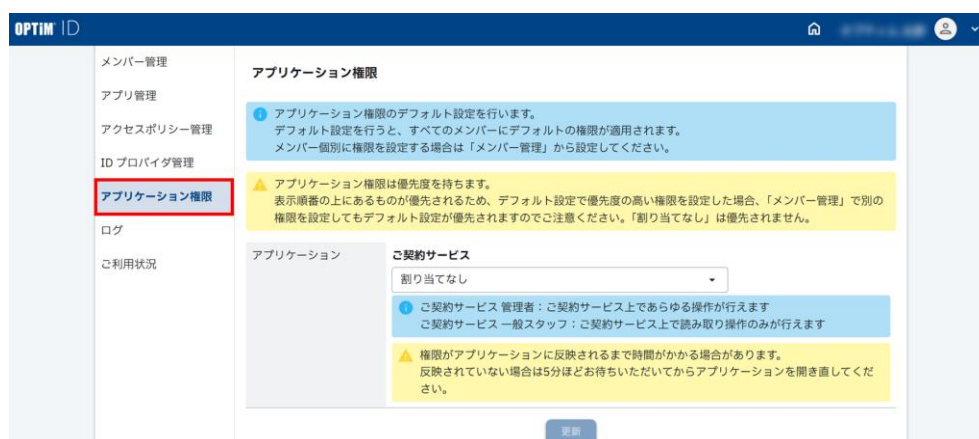 OPTiM ID
メンバー管理
アプリ管理
アクセスポリシー管理
ID プロバイダ管理
アプリケーション権限
ログ
ご利用状況
アプリケーション権限
アプリケーション権限のデフォルト設定を行います。
デフォルト設定を行うと、すべてのメンバーにデフォルトの権限が適用されます。
メンバー個別に権限を設定する場合は「メンバー管理」から設定してください。
アプリケーション権限は優先度を持ちます。
表示順番の上にあるものが優先されるため、デフォルト設定で優先度の高い権限を設定した場合、「メンバー管理」で別の
権限を設定してもデフォルト設定が優先されますのでご注意ください。「割り当てなし」は優先されません。
アプリケーション
ご契約サービス
割り当てなし
ご契約サービス 管理者：ご契約サービス上であらゆる操作が行えます
ご契約サービス 一般スタッフ：ご契約サービス上で読み取り操作のみが行えます
権限がアプリケーションに反映されるまで時間がかかる場合があります。
反映されていない場合は5分ほどお待ちいただいてからアプリケーションを開き直してくだ
さい。
更新